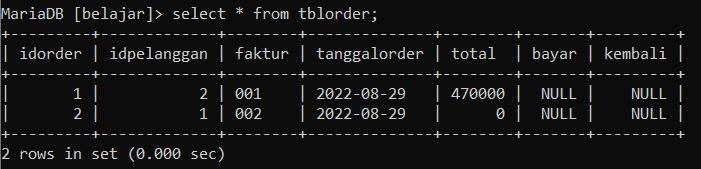 MariaDB [belajar]> select * from tblorder;
+---------+-------------+--------+--------------+--------+-------+---------+
| idorder | idpelanggan | faktur | tanggalorder | total  | bayar | kembali |
+---------+-------------+--------+--------------+--------+-------+---------+
|       1 |           2 | 001    | 2022-08-29   | 470000 |  NULL |    NULL |
|       2 |           1 | 002    | 2022-08-29   |      0 |  NULL |    NULL |
+---------+-------------+--------+--------------+--------+-------+---------+
2 rows in set (0.000 sec)